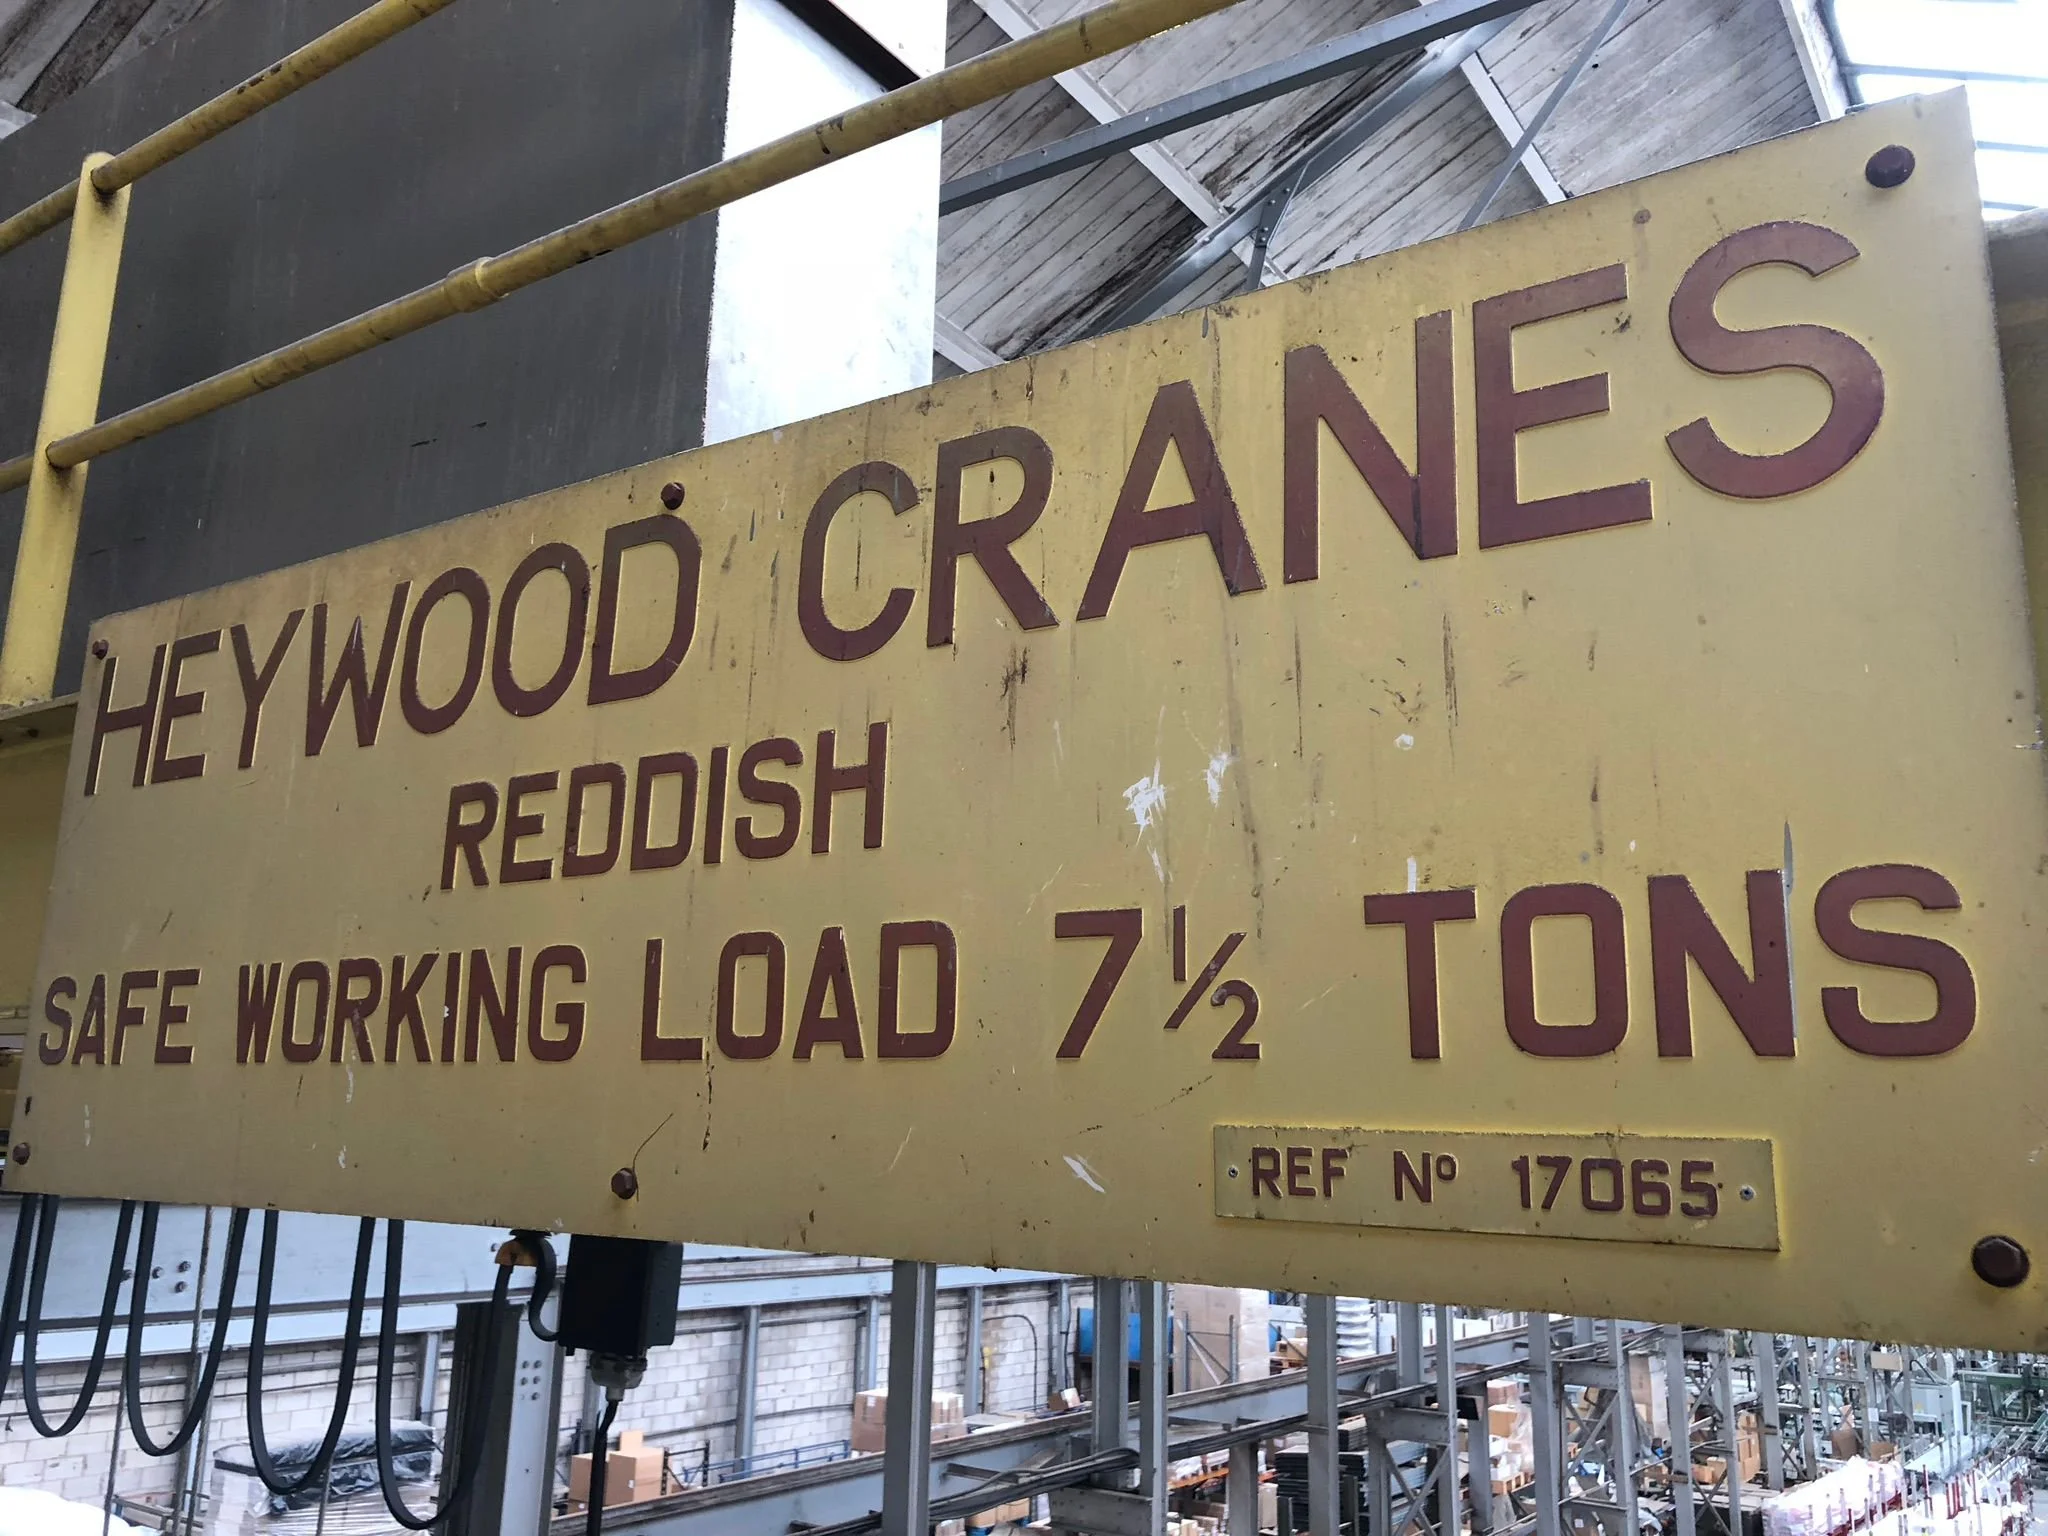 HEYWOOD CRANES
REDDISH
SAFE WORKING LOAD 7½ TONS
REF Nº 17065